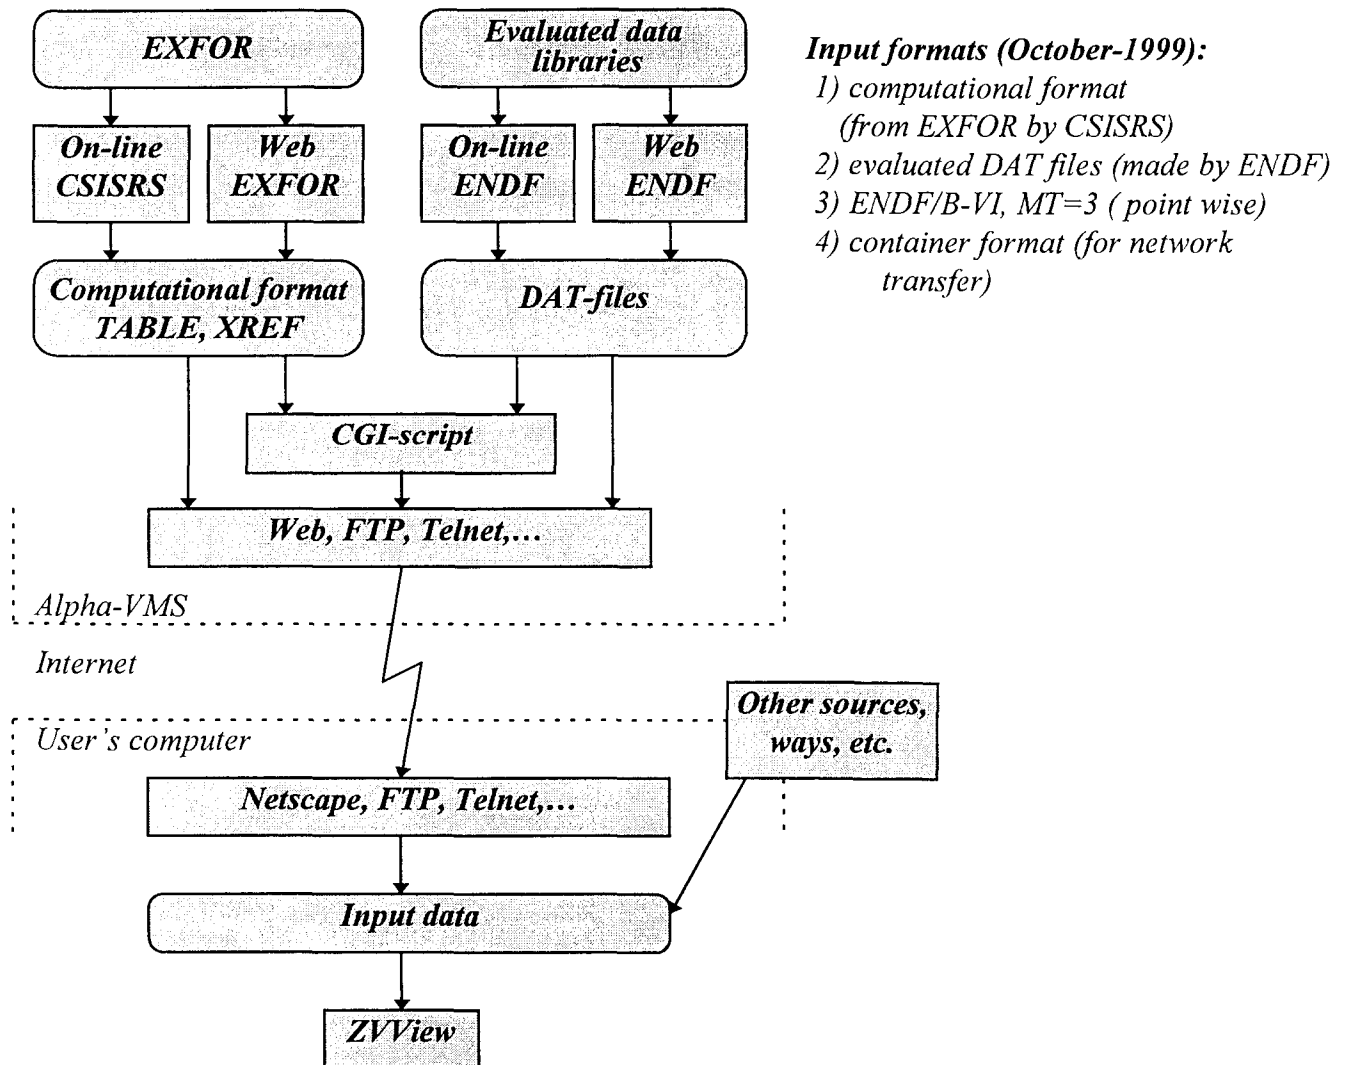 EXFOR
Evaluated data
libraries
On-line
CSISRS
Web
EXFOR
On-line
ENDF
Web
ENDF
Computational format
TABLE, XREF
DAT-files
CGI-script
Web, FTP, Telnet,…
Alpha-VMS
Internet
User's computer
Other sources,
ways, etc.
Netscape, FTP, Telnet,…
Input data
ZVView
Input formats (October-1999):
1) computational format
(from EXFOR by CSISRS)
2) evaluated DAT files (made by ENDF)
3) ENDF/B-VI, MT=3 ( point wise)
4) container format (for network
transfer)